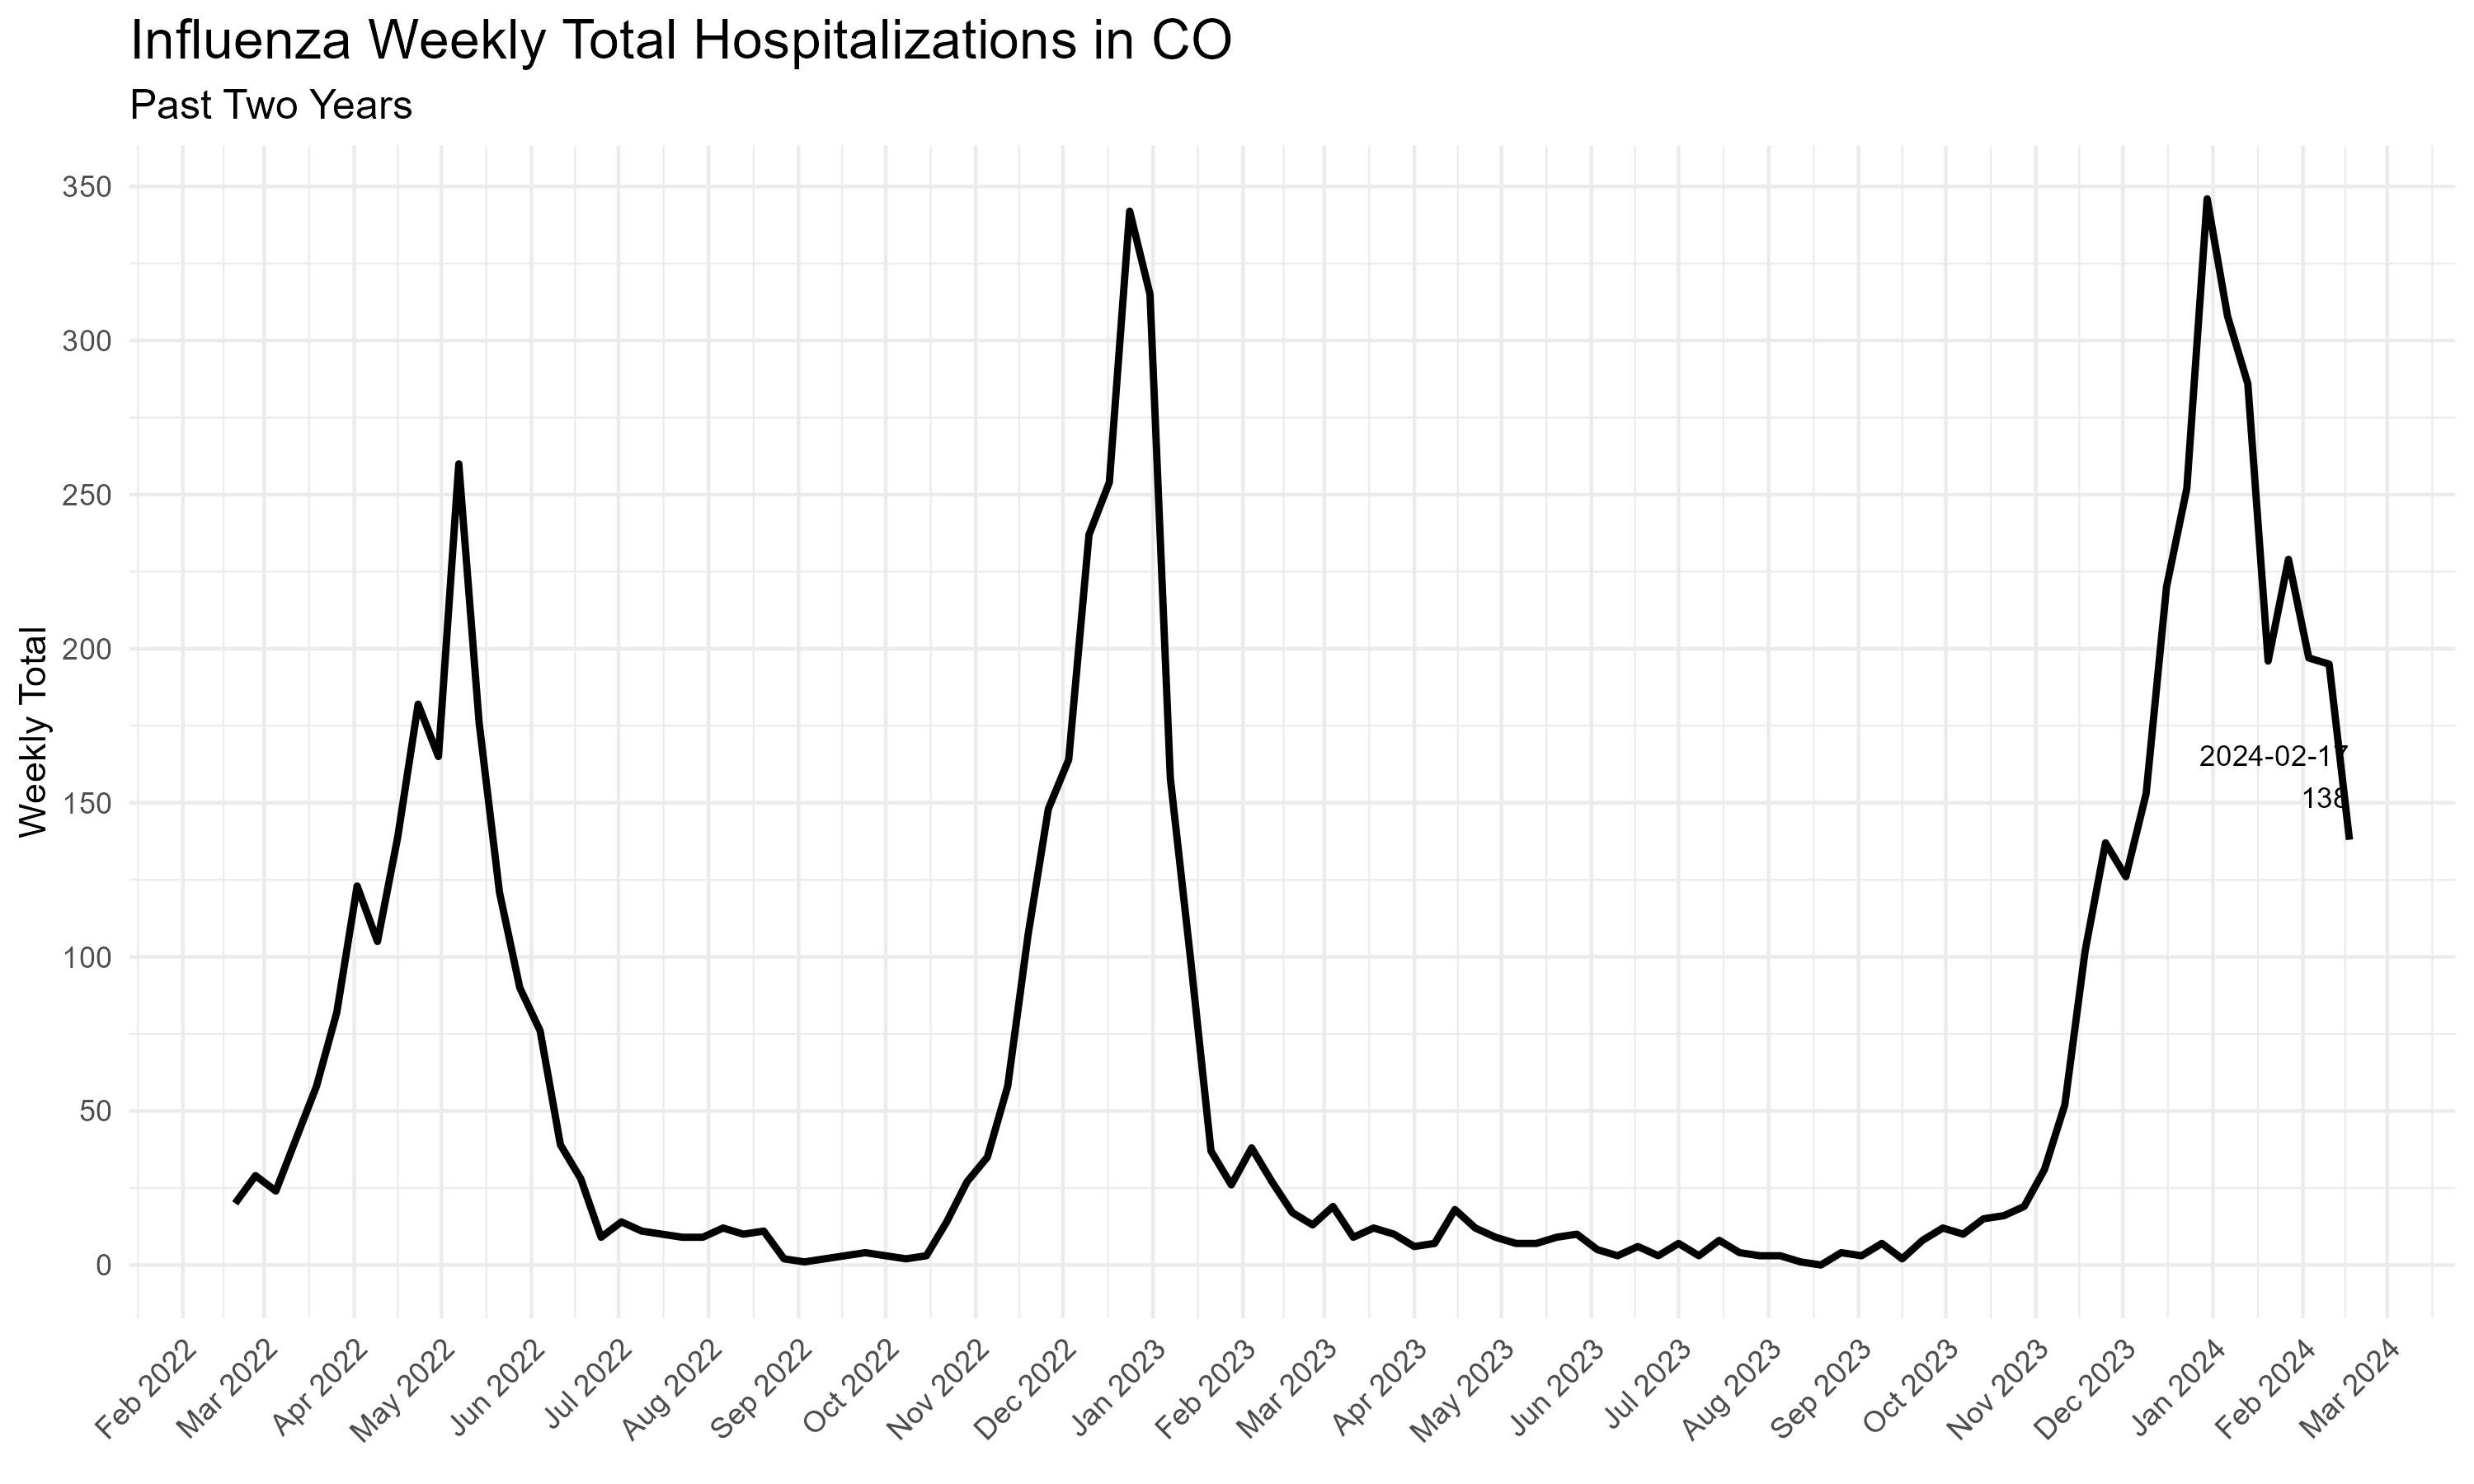 Influenza Weekly Total Hospitalizations in CO
Past Two Years
Weekly Total
350
300
250
200
150
100
50
0
2024-02-17
138
Feb 2022
Mar 2022
Apr 2022
May 2022
Jun 2022
Jul 2022
Aug 2022
Sep 2022
Oct 2022
Nov 2022
Dec 2022
Jan 2023
Feb 2023
Mar 2023
Apr 2023
May 2023
Jun 2023
Jul 2023
Aug 2023
Sep 2023
Oct 2023
Nov 2023
Dec 2023
Jan 2024
Feb 2024
Mar 2024